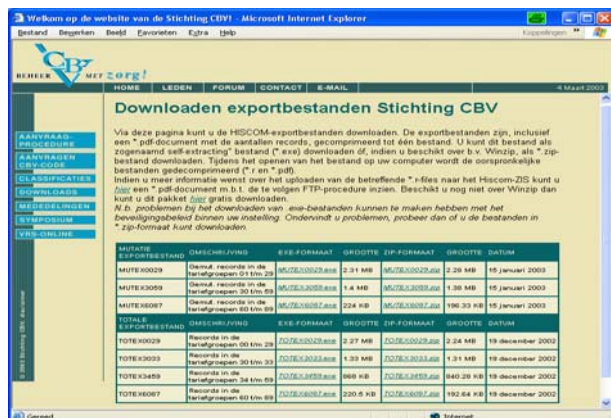 Welkom op de website van de Stichting CBV! - Microsoft Internet Explorer
Bestand Bewerken Beeld Favorieten Extra Help Koppelingen
CBV
BEHEER MET zorg!
HOME LEDEN FORUM CONTACT E-MAIL 4 Maart 2003
AANVRAAG-
PROCEDURE
AANVRAGEN
CBV-CODE
CLASSIFICATIES
DOWNLOADS
MEDEDELINGEN
SYMPOSIUM
VRS-ONLINE
© 2003 Stichting CBV. disclaimer
Downloaden exportbestanden Stichting CBV
Via deze pagina kunt u de HISCOM-exportbestanden downloaden. De exportbestanden zijn, inclusief
een *.pdf-document met de aantallen records, gecomprimeerd tot één bestand. U kunt dit bestand als
zogenaamd self-extracting" bestand (*.exe) downloaden óf, indien u beschikt over b.v. Winzip, als *.zip-
bestand downloaden. Tijdens het openen van het bestand op uw computer wordt de oorspronkelijke
bestanden gedecomprimeerd (*.r en *.pdf).
Indien u meer informatie wenst over het uploaden van de betreffende *.r-files naar het Hiscom-ZIS kunt u
hier een *.pdf-document m.b.t. de te volgen FTP-procedure inzien. Beschikt u nog niet over Winzip dan
kunt u dit pakket hier gratis downloaden.
N.b. problemen bij het downloaden van .exe-bestanden kunnen te maken hebben met het
beveiligingsbeleid binnen uw instelling. Ondervindt u problemen, probeer dan of u de bestanden in
*.zip-formaat kunt downloaden.
MUTATIE
EXPORTBESTAND OMSCHRIJVING EXE-FORMAAT GROOTTE ZIP-FORMAAT GROOTTE DATUM
MUTEX0029 Gemut. records in de
tariefgroepen 01 t/m 29 MUTEX0029.exe 2.31 MB MUTEX0029.zip 2.28 MB 15 januari 2003
MUTEX3059 Gemut. records in de
tariefgroepen 30 t/m 59 MUTEX3059.exe 1.4 MB MUTEX3059.zip 1.38 MB 15 januari 2003
MUTEX6087 Gemut. records in de
tariefgroepen 60 t/m 89 MUTEX6087.exe 224 KB MUTEX6087.zip 196.33 KB 15 januari 2003
TOTALE
EXPORTBESTAND OMSCHRIJVING EXE-FORMAAT GROOTTE ZIP-FORMAAT GROOTTE DATUM
TOTEX0029 Records in de
tariefgroepen 00 t/m 29 TOTEX0029.exe 2.27 MB TOTEX0029.zip 2.24 MB 19 december 2002
TOTEX3033 Records in de
tariefgroepen 30 t/m 33 TOTEX3033.exe 1.33 MB TOTEX3033.zip 1.31 MB 19 december 2002
TOTEX3459 Records in de
tariefgroepen 34 t/m 59 TOTEX3459.exe 868 KB TOTEX3459.zip 840.28 KB 19 december 2002
TOTEX6087 Records in de
tariefgroepen 60 t/m 89 TOTEX6087.exe 220.5 KB TOTEX6087.zip 192.64 KB 19 december 2002
Gereed Internet